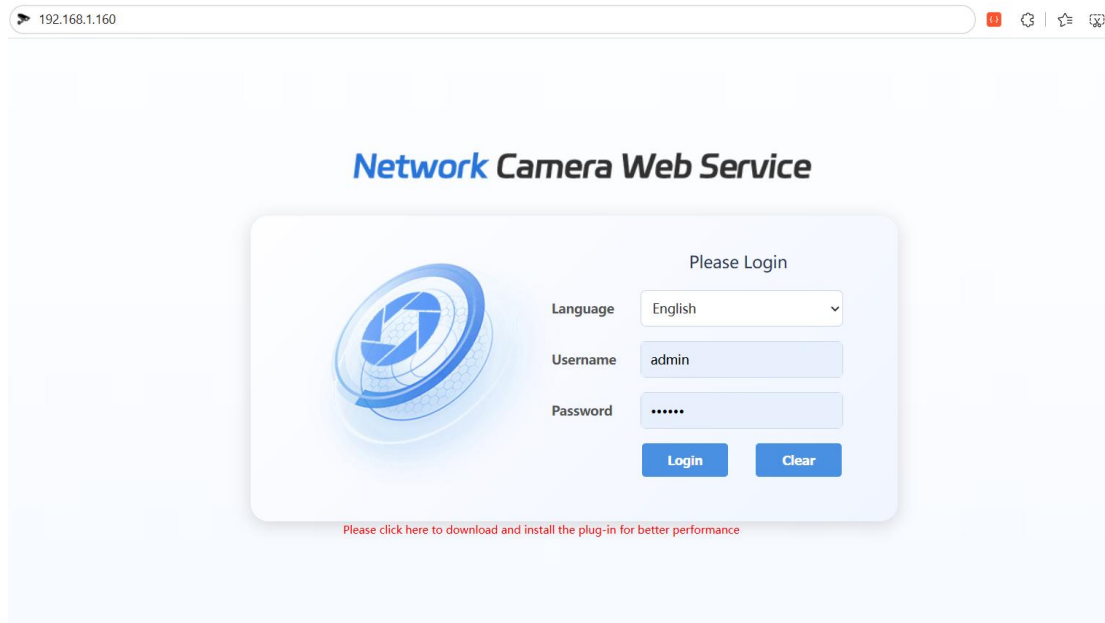 192.168.1.160
Network Camera Web Service
Please Login
Language English
Username admin
Password ••••••
Login Clear
Please click here to download and install the plug-in for better performance